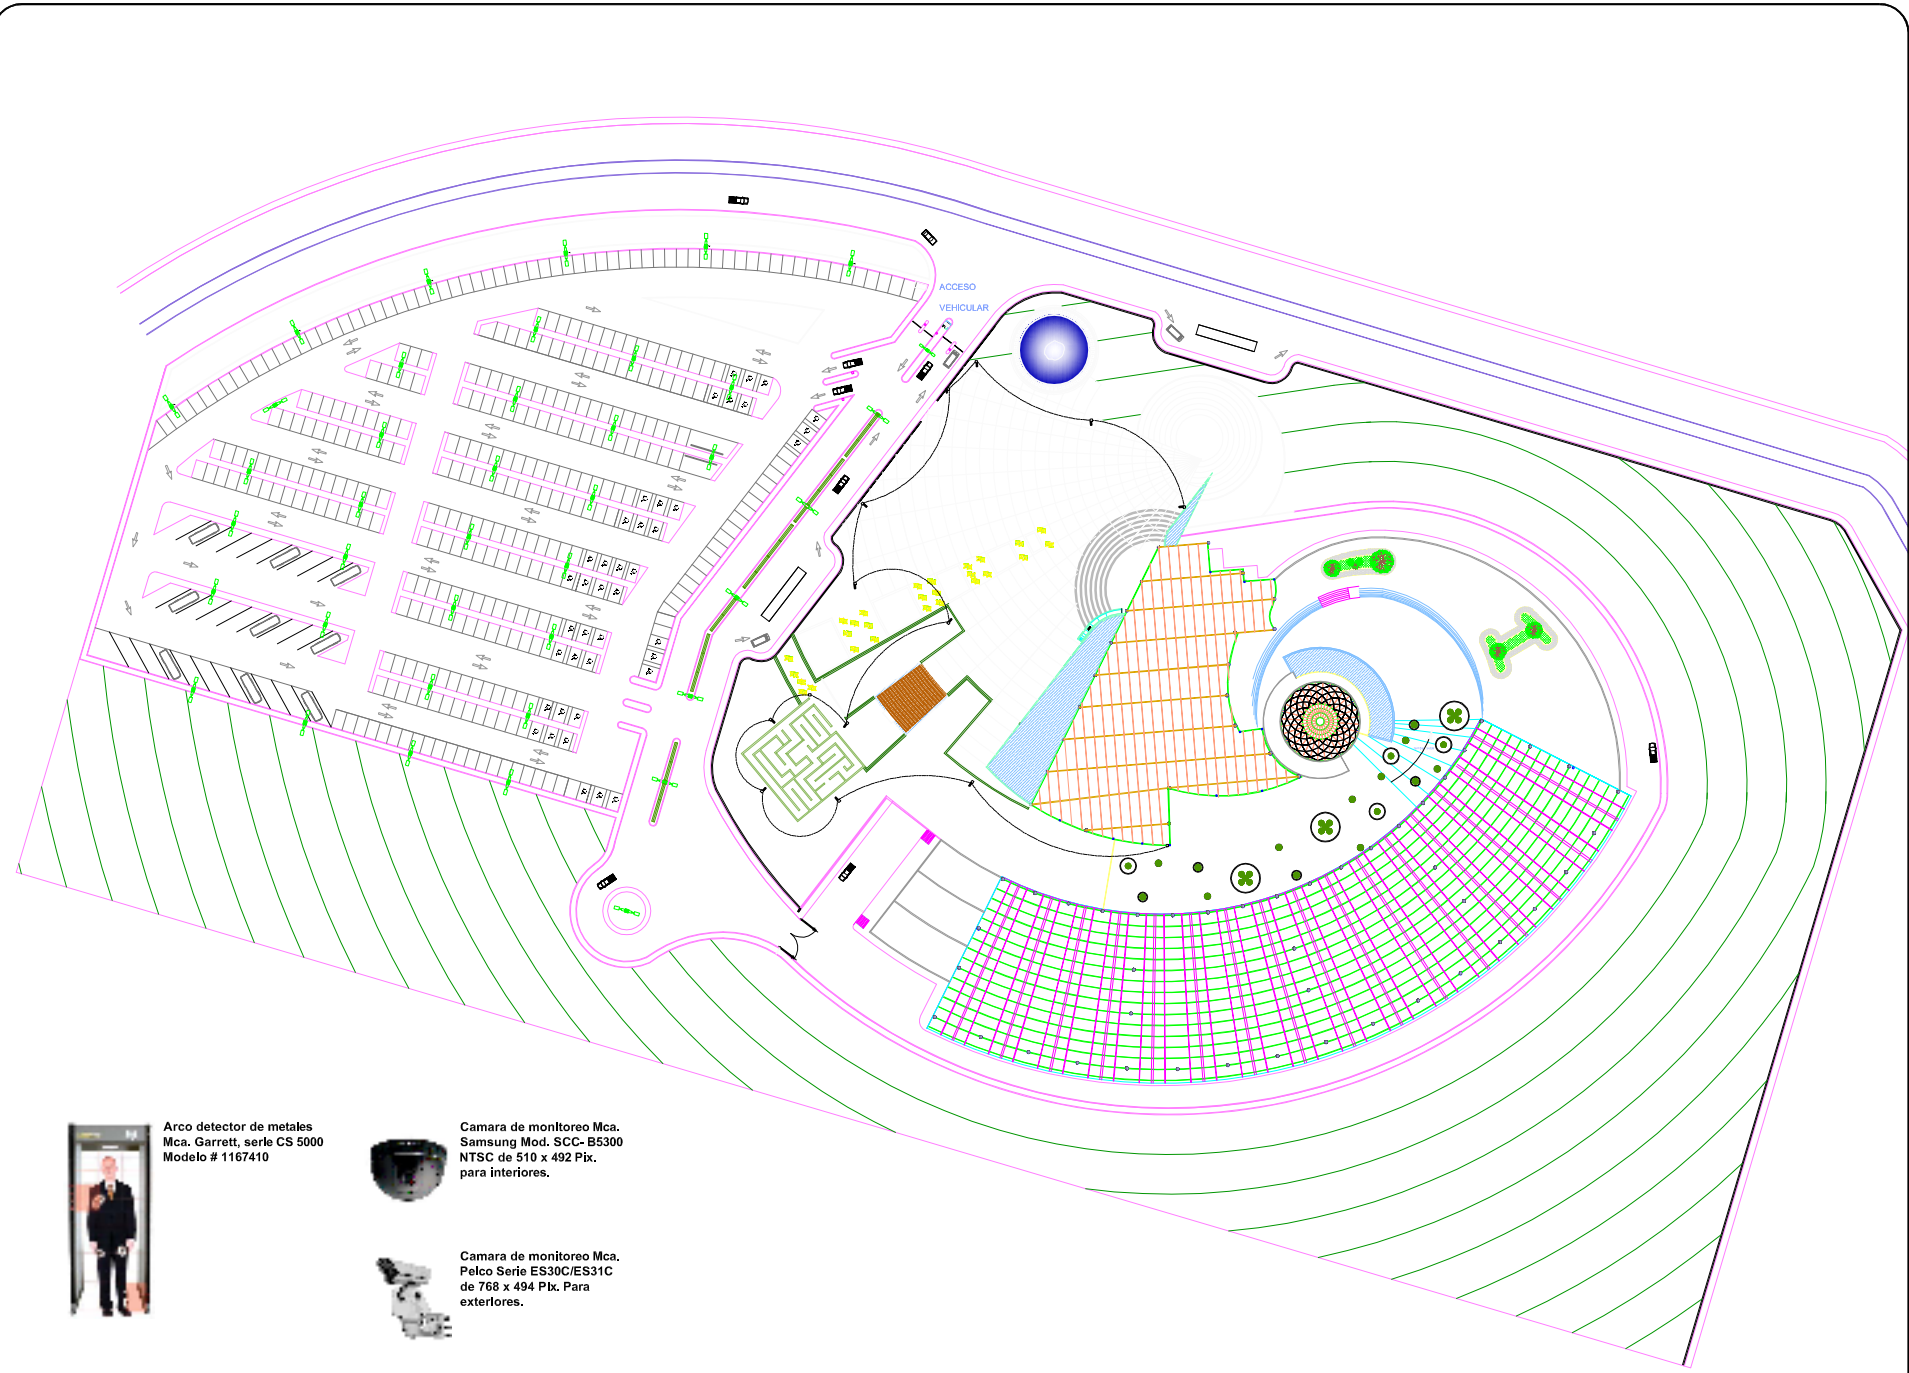 ACCESO
VEHICULAR
Arco detector de metales
Mca. Garrett, serie CS 5000
Modelo # 1167410
Camara de monitoreo Mca.
Samsung Mod. SCC- B5300
NTSC de 510 x 492 Pix.
para interiores.
Camara de monitoreo Mca.
Pelco Serie ES30C/ES31C
de 768 x 494 Pix. Para
exteriores.